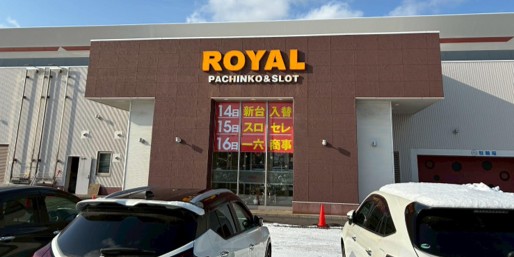 ROYAL
PACHINKO & SLOT
14日 新台 入替
15日 スロ セレ
16日 一六 商事